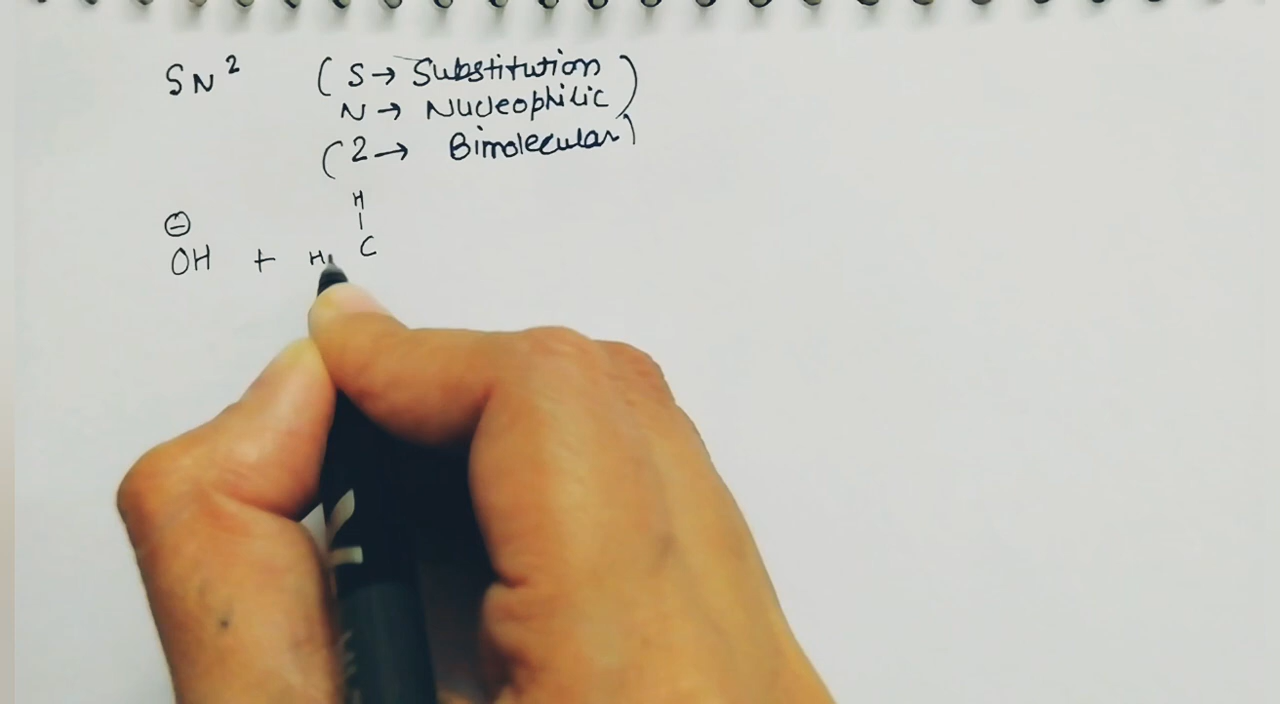 SN² (S → Substitution
N → Nucleophilic)
(2 → Bimolecular)
H
⊖
|
C
OH + H